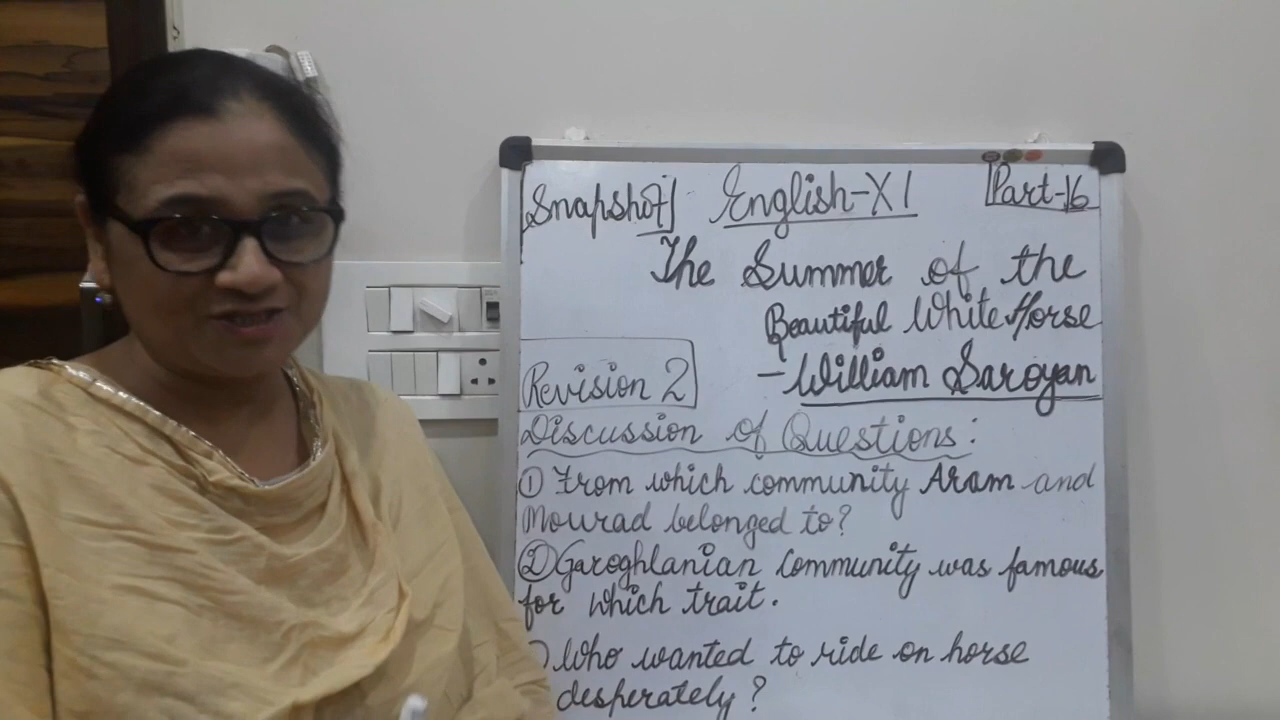 Snapshot English-XI Part-16
The Summer of the
Beautiful White Horse
Revision 2 - William Saroyan
Discussion of Questions:
① From which community Aram and
Mourad belonged to?
② Garoghlanian Community was famous
for which trait.
) Who wanted to ride on horse
desperately?